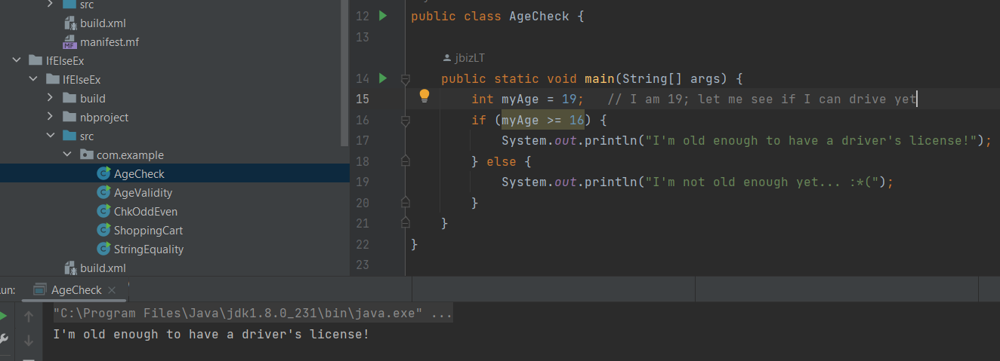 src
build.xml
manifest.mf
IfElseEx
IfElseEx
build
nbproject
src
com.example
AgeCheck
AgeValidity
ChkOddEven
ShoppingCart
StringEquality
build.xml
12 public class AgeCheck {
13
jbizLT
14 public static void main(String[] args) {
15 int myAge = 19; // I am 19; let me see if I can drive yet
16 if (myAge >= 16) {
17 System.out.println("I'm old enough to have a driver's license!");
18 } else {
19 System.out.println("I'm not old enough yet... :*(");
20 }
21 }
22 }
23
un: AgeCheck
"C:\Program Files\Java\jdk1.8.0_231\bin\java.exe" ...
I'm old enough to have a driver's license!